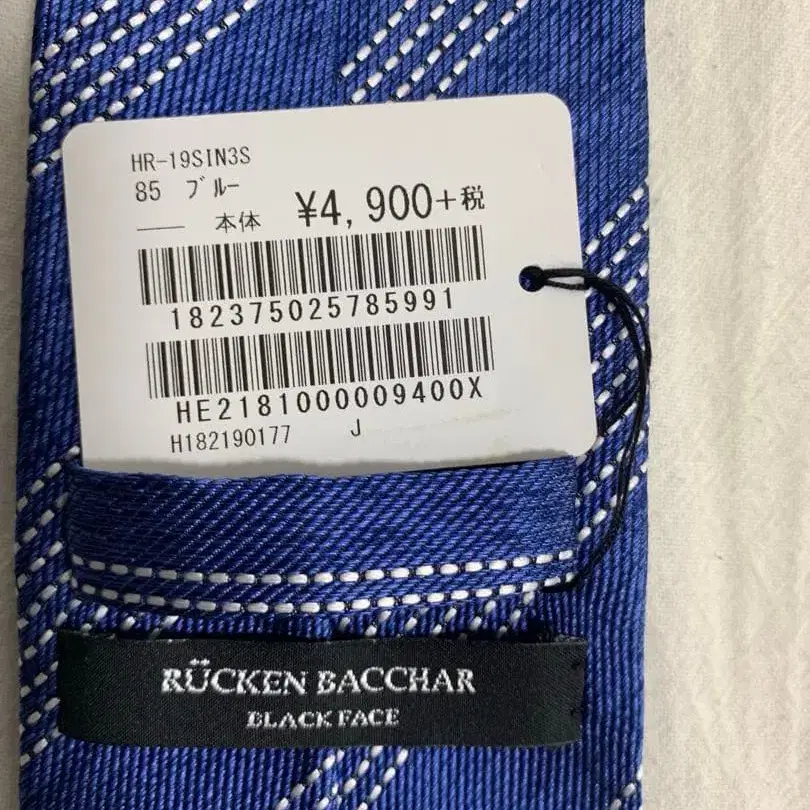 HR-19SIN3S
85 ブルー
本体 ¥4,900+税
182375025785991
HE2181000009400X
H182190177 J
RÜCKEN BACCHAR
BLACK FACE